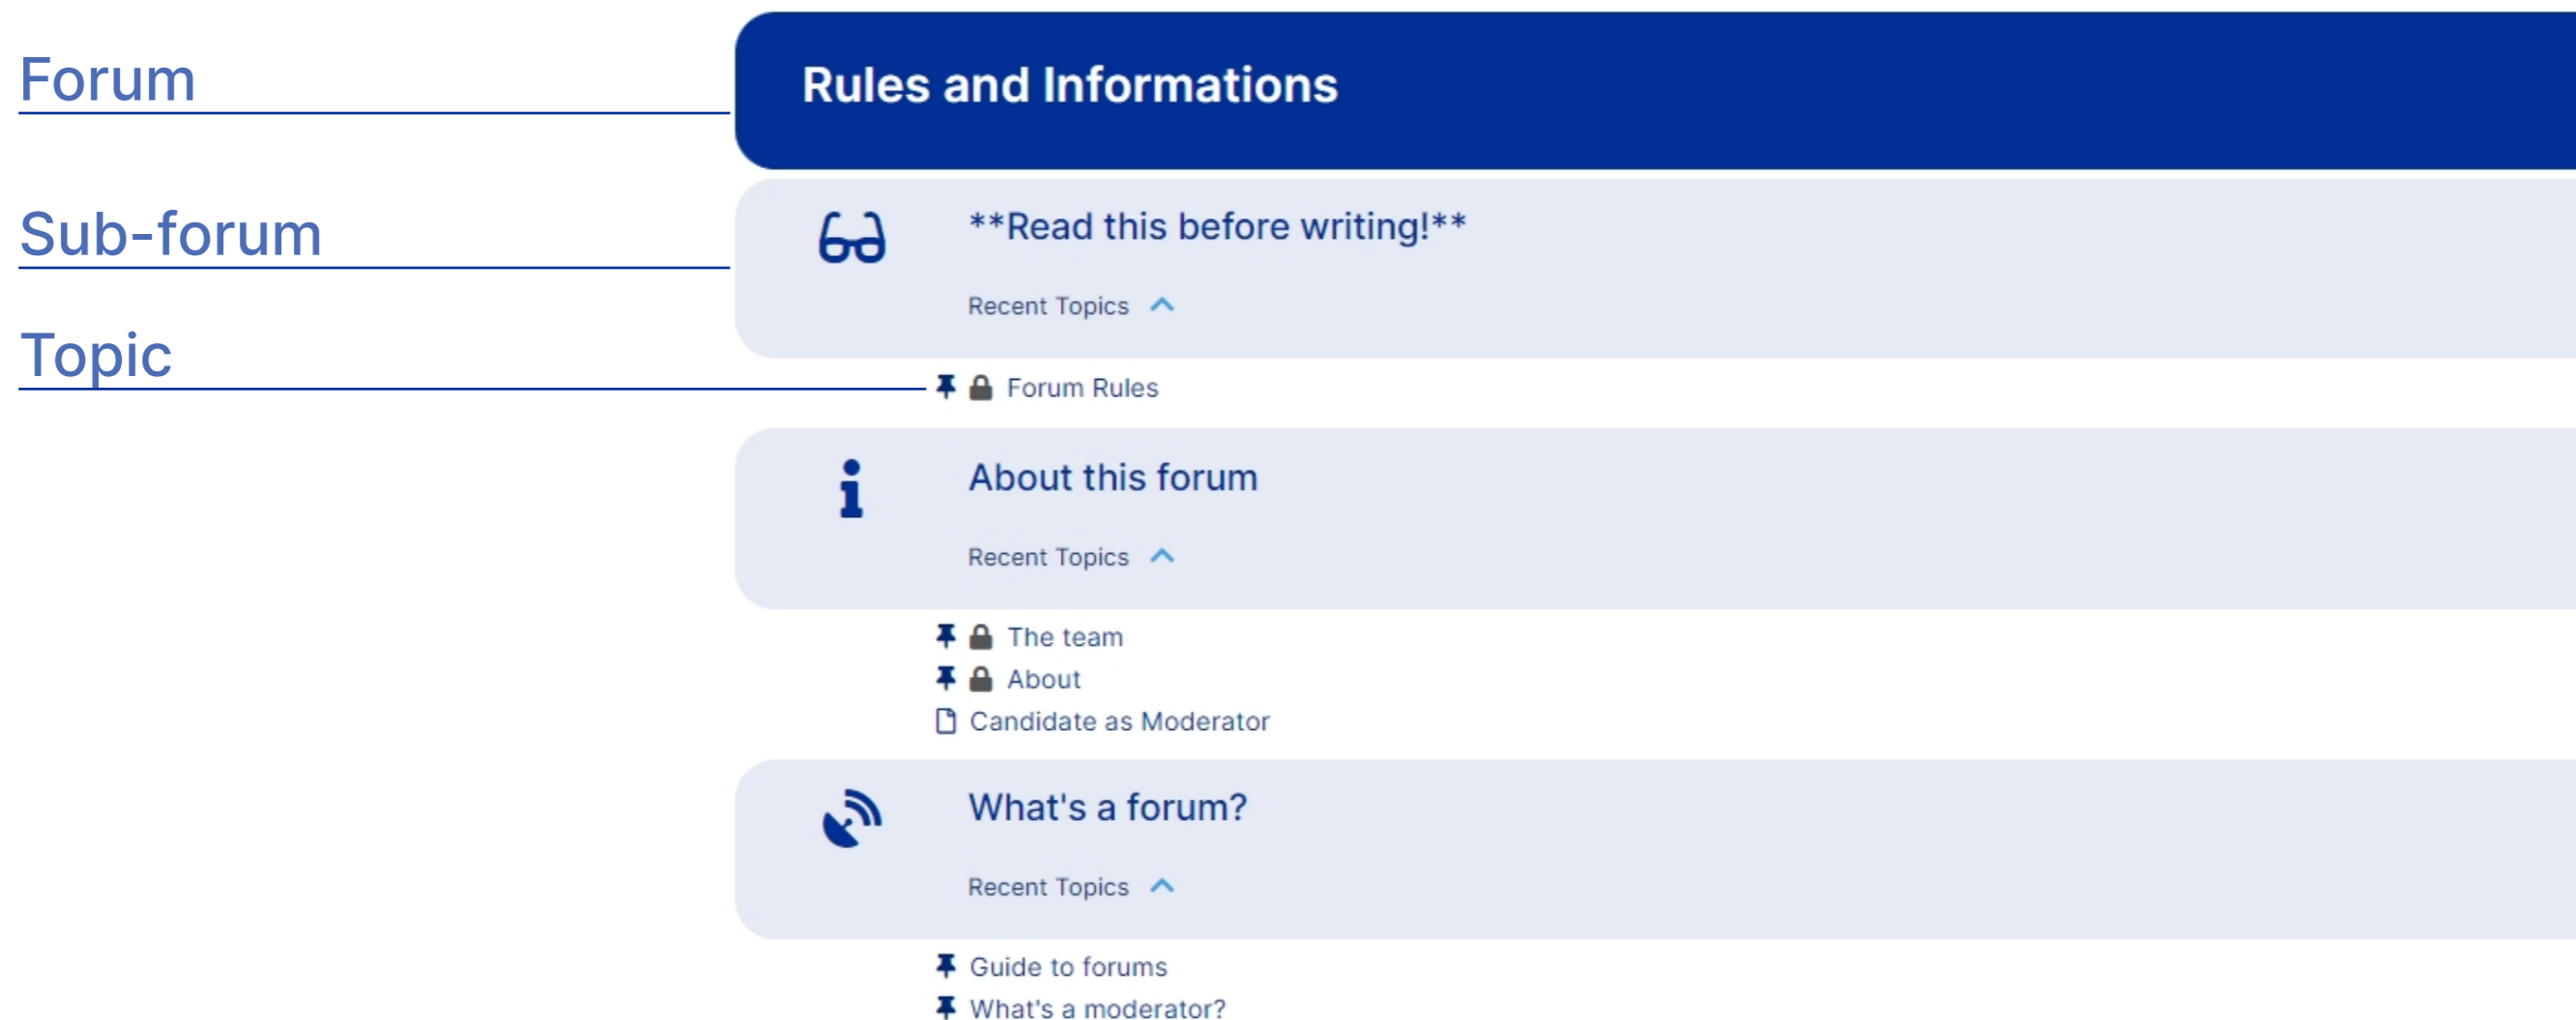 Forum
Rules and Informations
Sub-forum
**Read this before writing!**
Recent Topics
Topic
Forum Rules
About this forum
Recent Topics
The team
About
Candidate as Moderator
What's a forum?
Recent Topics
Guide to forums
What's a moderator?